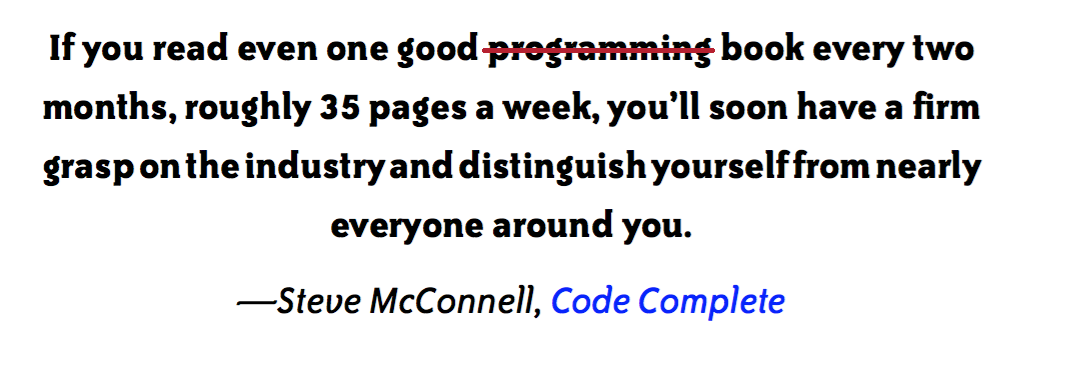 If you read even one good programming book every two
months, roughly 35 pages a week, you’ll soon have a firm
grasp on the industry and distinguish yourself from nearly
everyone around you.
—Steve McConnell, Code Complete